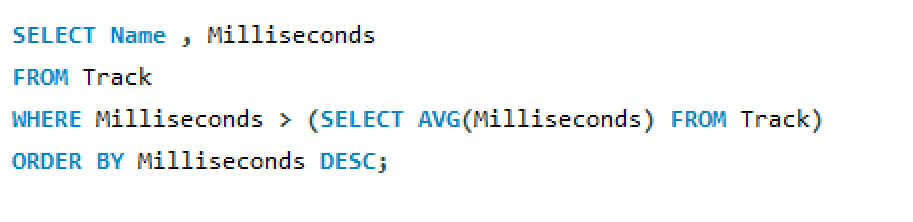 SELECT Name , Milliseconds
FROM Track
WHERE Milliseconds > (SELECT AVG(Milliseconds) FROM Track)
ORDER BY Milliseconds DESC;